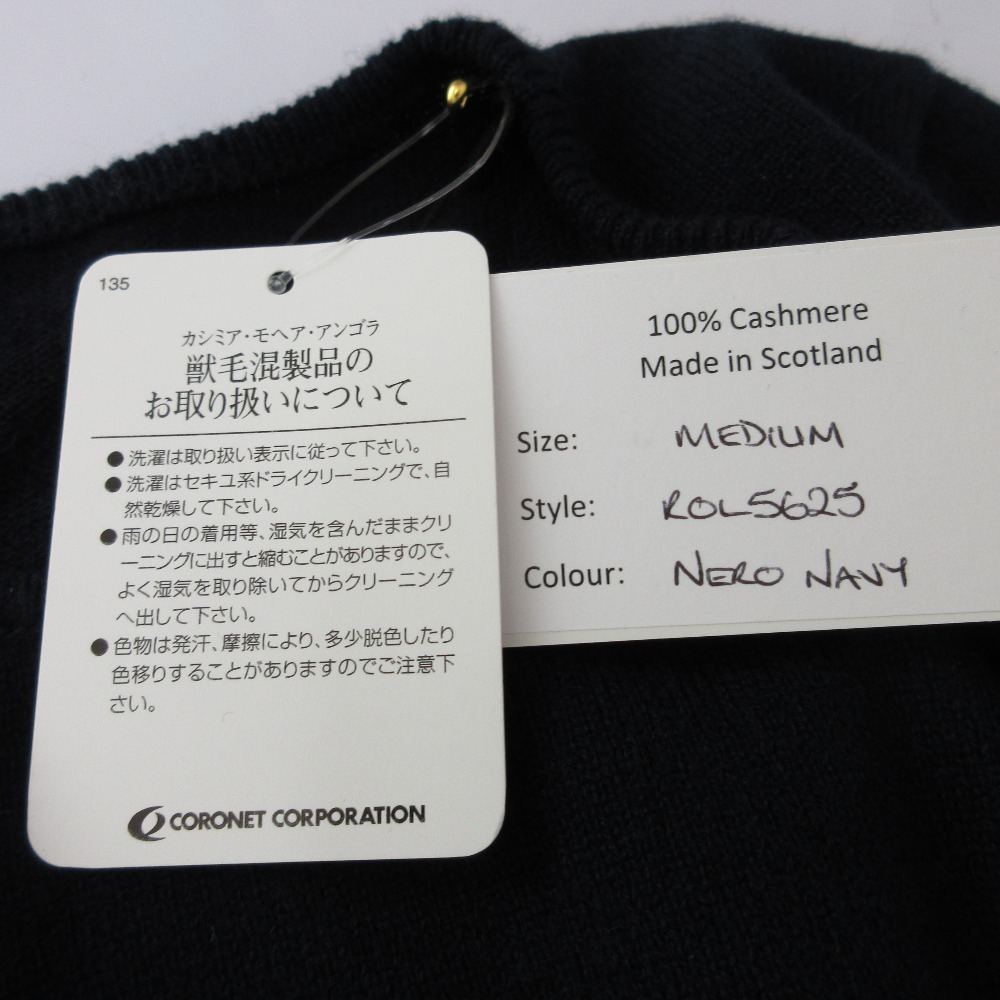 135
カシミア・モヘア・アンゴラ
獣毛混製品の
お取り扱いについて
●洗濯は取り扱い表示に従って下さい。
●洗濯はセキユ系ドライクリーニングで、自
然乾燥して下さい。
●雨の日の着用等、湿気を含んだままクリ
ーニングに出すと縮むことがありますので、
よく湿気を取り除いてからクリーニング
へ出して下さい。
●色物は発汗、摩擦により、多少脱色したり
色移りすることがありますのでご注意下
さい。
CORONET CORPORATION
100% Cashmere
Made in Scotland
Size: MEDIUM
Style: ROL5625
Colour: NERO NAVY